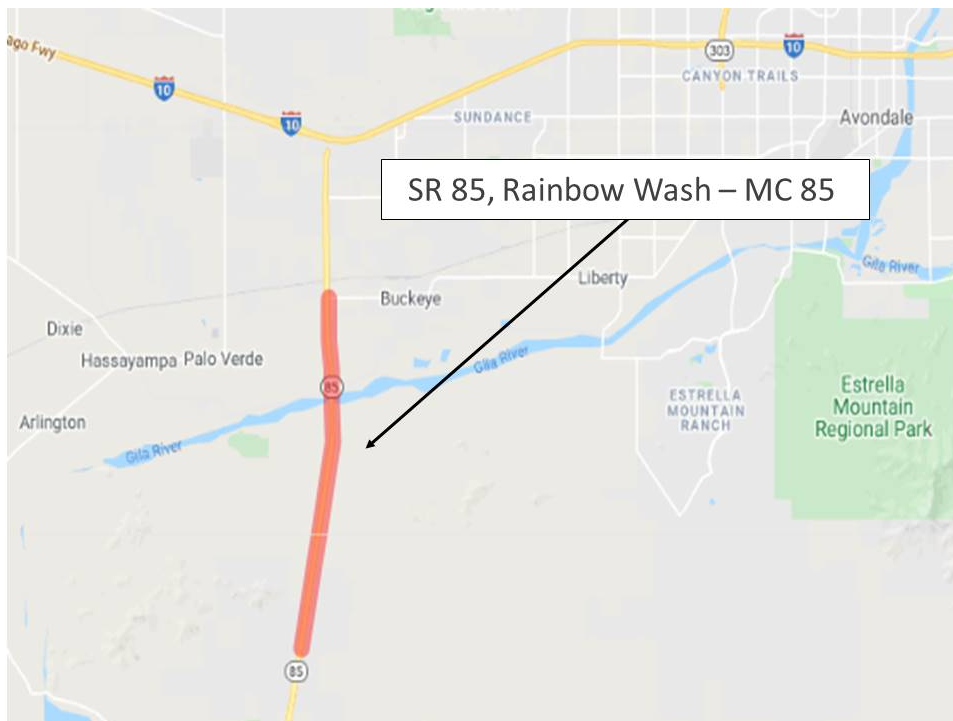 ago Fwy
10
10
303
10
CANYON TRAILS
SUNDANCE
Avondale
SR 85, Rainbow Wash – MC 85
Gila River
Liberty
Buckeye
Dixie
Hassayampa
Palo Verde
Gila River
85
ESTRELLA
MOUNTAIN
RANCH
Estrella
Mountain
Regional Park
Arlington
Gila River
85